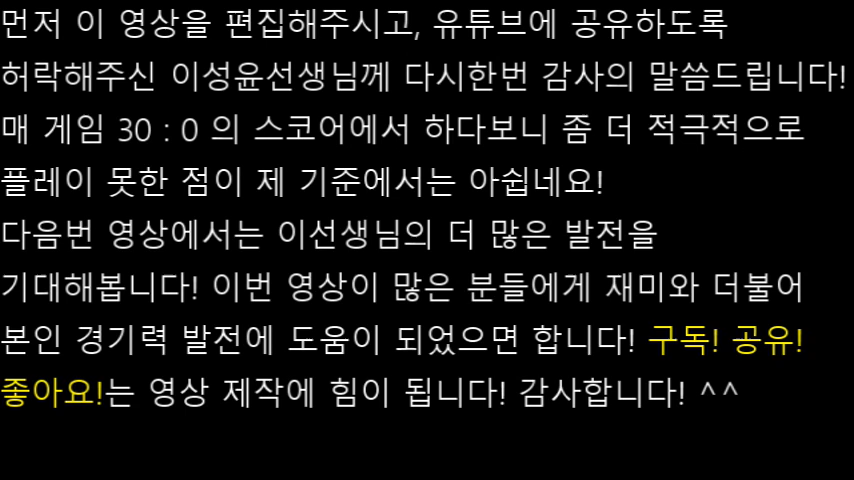 먼저 이 영상을 편집해주시고, 유튜브에 공유하도록
허락해주신 이성윤선생님께 다시한번 감사의 말씀드립니다!
매 게임 30 : 0 의 스코어에서 하다보니 좀 더 적극적으로
플레이 못한 점이 제 기준에서는 아쉽네요!
다음번 영상에서는 이선생님의 더 많은 발전을
기대해봅니다! 이번 영상이 많은 분들에게 재미와 더불어
본인 경기력 발전에 도움이 되었으면 합니다! 구독! 공유!
좋아요!는 영상 제작에 힘이 됩니다! 감사합니다! ^^